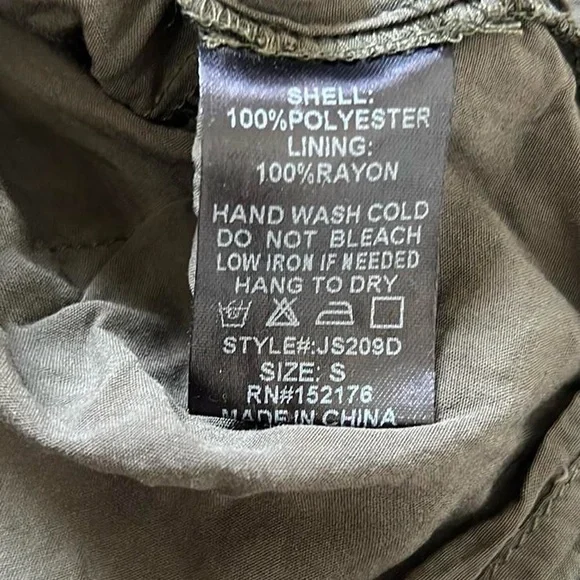 SHELL:
100%POLYESTER
LINING:
100%RAYON
HAND WASH COLD
DO NOT BLEACH
LOW IRON IF NEEDED
HANG TO DRY
STYLE#:JS209D
SIZE: S
RN#152176
MADE IN CHINA